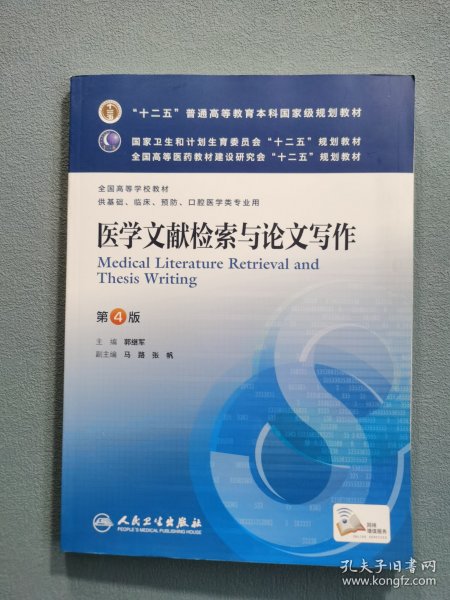 "十二五"普通高等教育本科国家级规划教材
国家卫生和计划生育委员会"十二五"规划教材
全国高等医药教材建设研究会"十二五"规划教材
全国高等学校教材
供基础、临床、预防、口腔医学类专业用
医学文献检索与论文写作
Medical Literature Retrieval and
Thesis Writing
第4版
主 编 郭继军
副主编 马 路 张 帆
人民卫生出版社
PEOPLE'S MEDICAL PUBLISHING HOUSE
网络
增值服务
孔夫子旧书网
www.kongfz.com